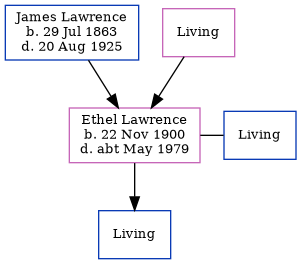 James Lawrence
b. 29 Jul 1863
d. 20 Aug 1925
Living
Ethel Lawrence
b. 22 Nov 1900
d. abt May 1979
Living
Living